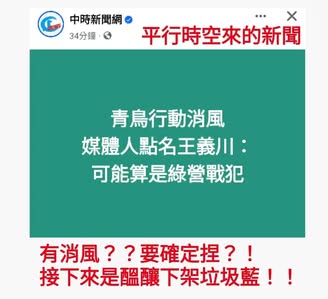 中時新聞網
34分鐘
平行時空來的新聞
青鳥行動消風
媒體人點名王義川：
可能算是綠營戰犯
有消風？？要確定捏？！
接下來是醞釀下架垃圾藍！！